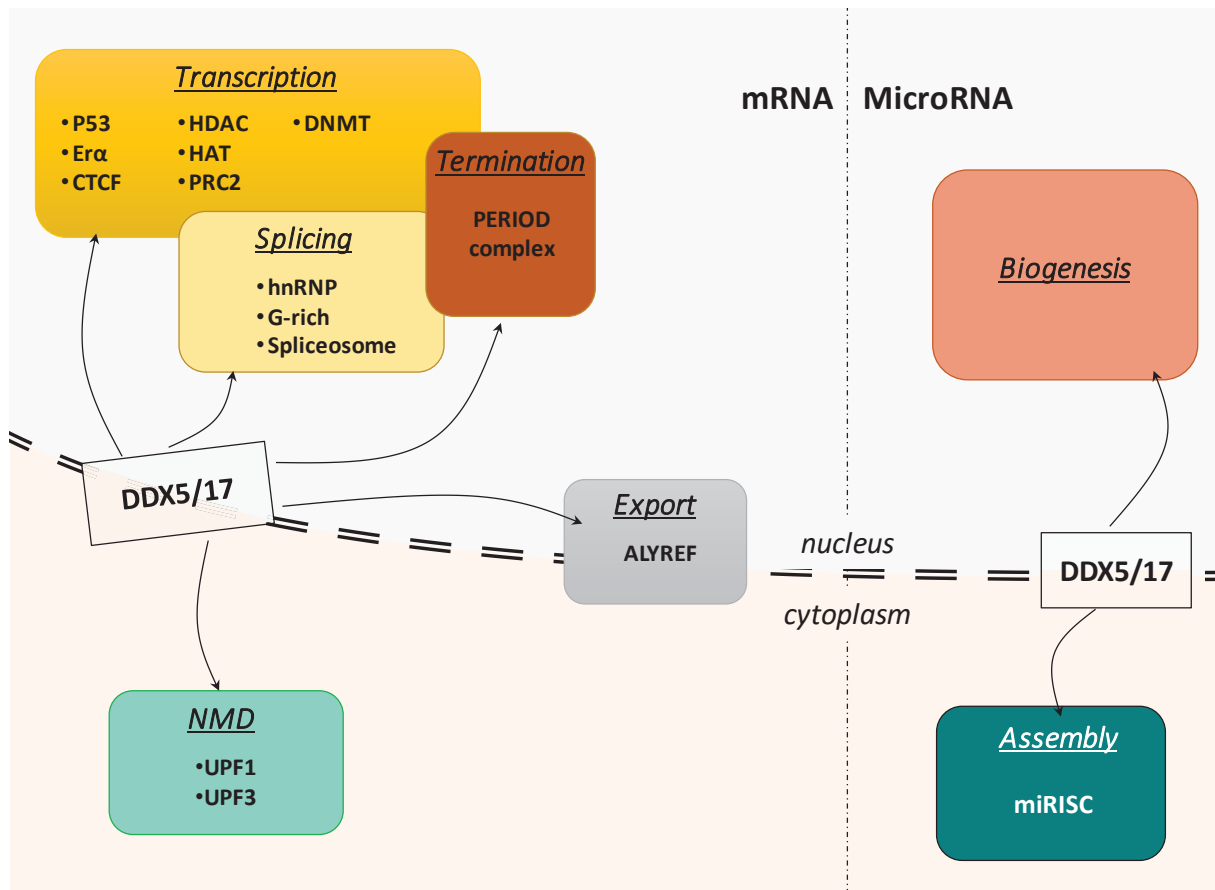 Transcription
• P53
• Erα
• CTCF
• HDAC
• HAT
• PRC2
• DNMT
Termination
PERIOD
complex
Splicing
• hnRNP
• G-rich
• Spliceosome
mRNA
MicroRNA
Biogenesis
DDX5/17
Export
ALYREF
nucleus
cytoplasm
DDX5/17
NMD
• UPF1
• UPF3
Assembly
miRISC